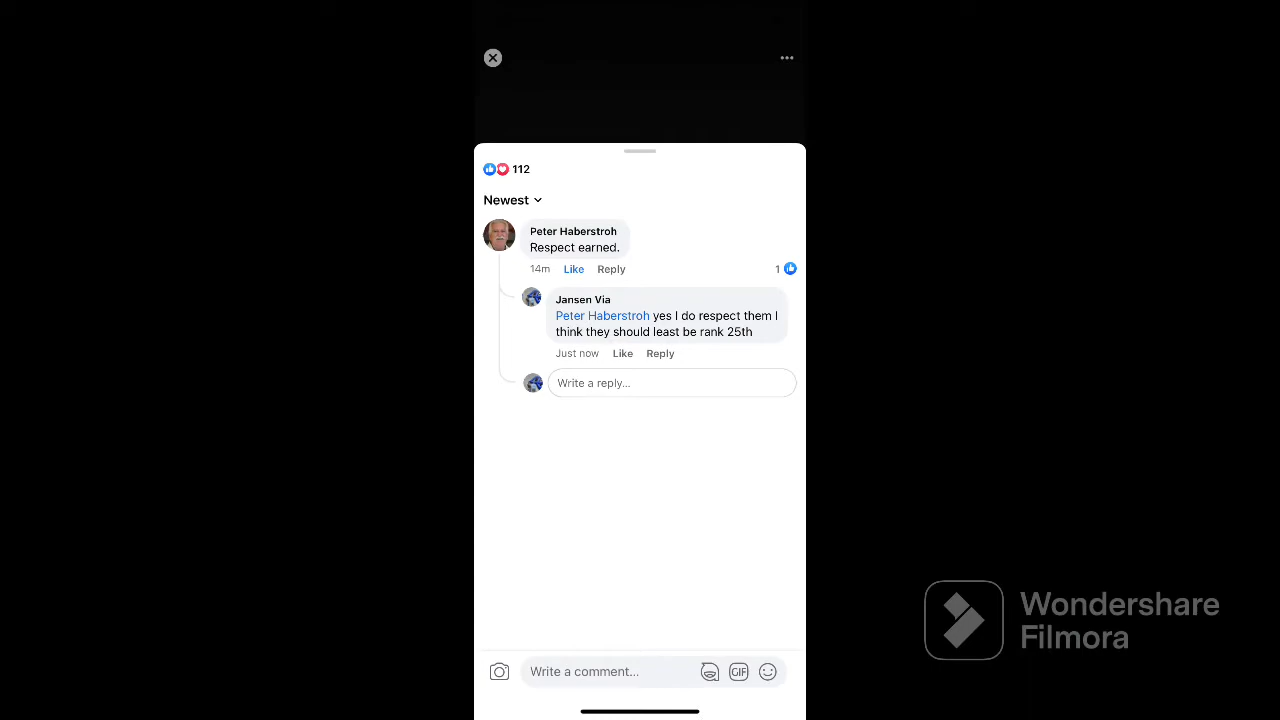 112
Newest
Peter Haberstroh
Respect earned.
14m Like Reply 1
Jansen Via
Peter Haberstroh yes I do respect them I
think they should least be rank 25th
Just now Like Reply
Write a reply...
Write a comment... GIF
Wondershare
Filmora